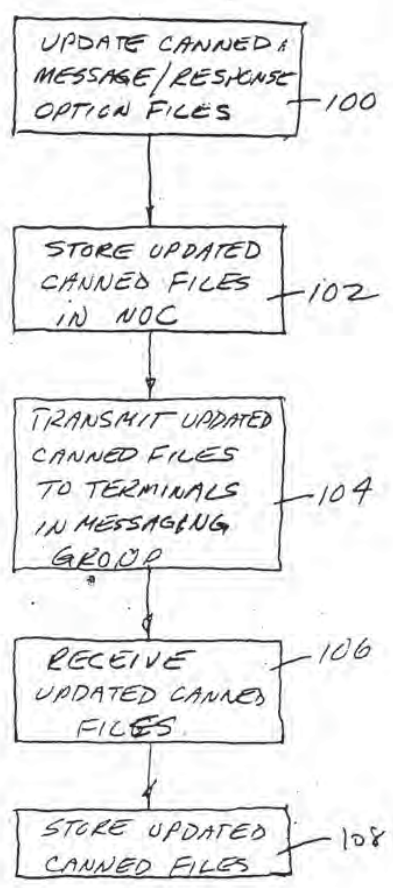 UPDATE CANNED
MESSAGE/RESPONSE
OPTION FILES
100
STORE UPDATED
CANNED FILES
IN NOC
102
TRANSMIT UPDATED
CANNED FILES
TO TERMINALS
IN MESSAGING
GROUP
104
RECEIVE
UPDATED CANNED
FILES
106
STORE UPDATED
CANNED FILES
108